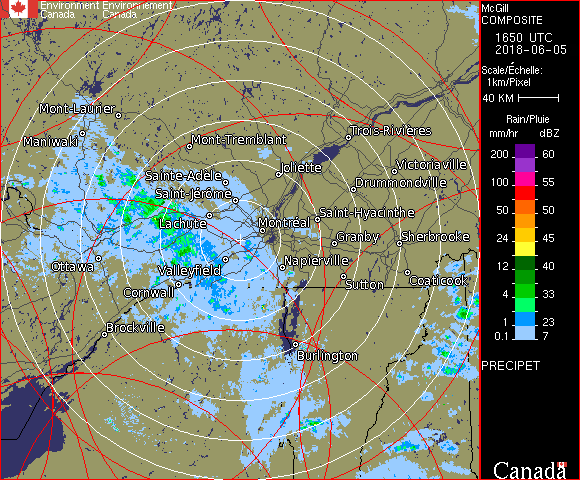 Environment Environnement
Canada Canada
McGill
COMPOSITE
1650 UTC
2018-06-05
Scale/Échelle:
1km/Pixel
40 KM
Rain/Pluie
mm/hr dBZ
200 60
100 55
50 50
24 45
12 40
4 33
1 23
0.1 7
PRECIPET
Canada
Mont-Laurier
Maniwaki
Mont-Tremblant
Trois-Rivières
Sainte-Adèle
Joliette
Victoriaville
Saint-Jérôme
Drummondville
Lachute
Montréal
Saint-Hyacinthe
Granby
Sherbrooke
Ottawa
Valleyfield
Napierville
Cornwall
Sutton
Coaticook
Brockville
Burlington